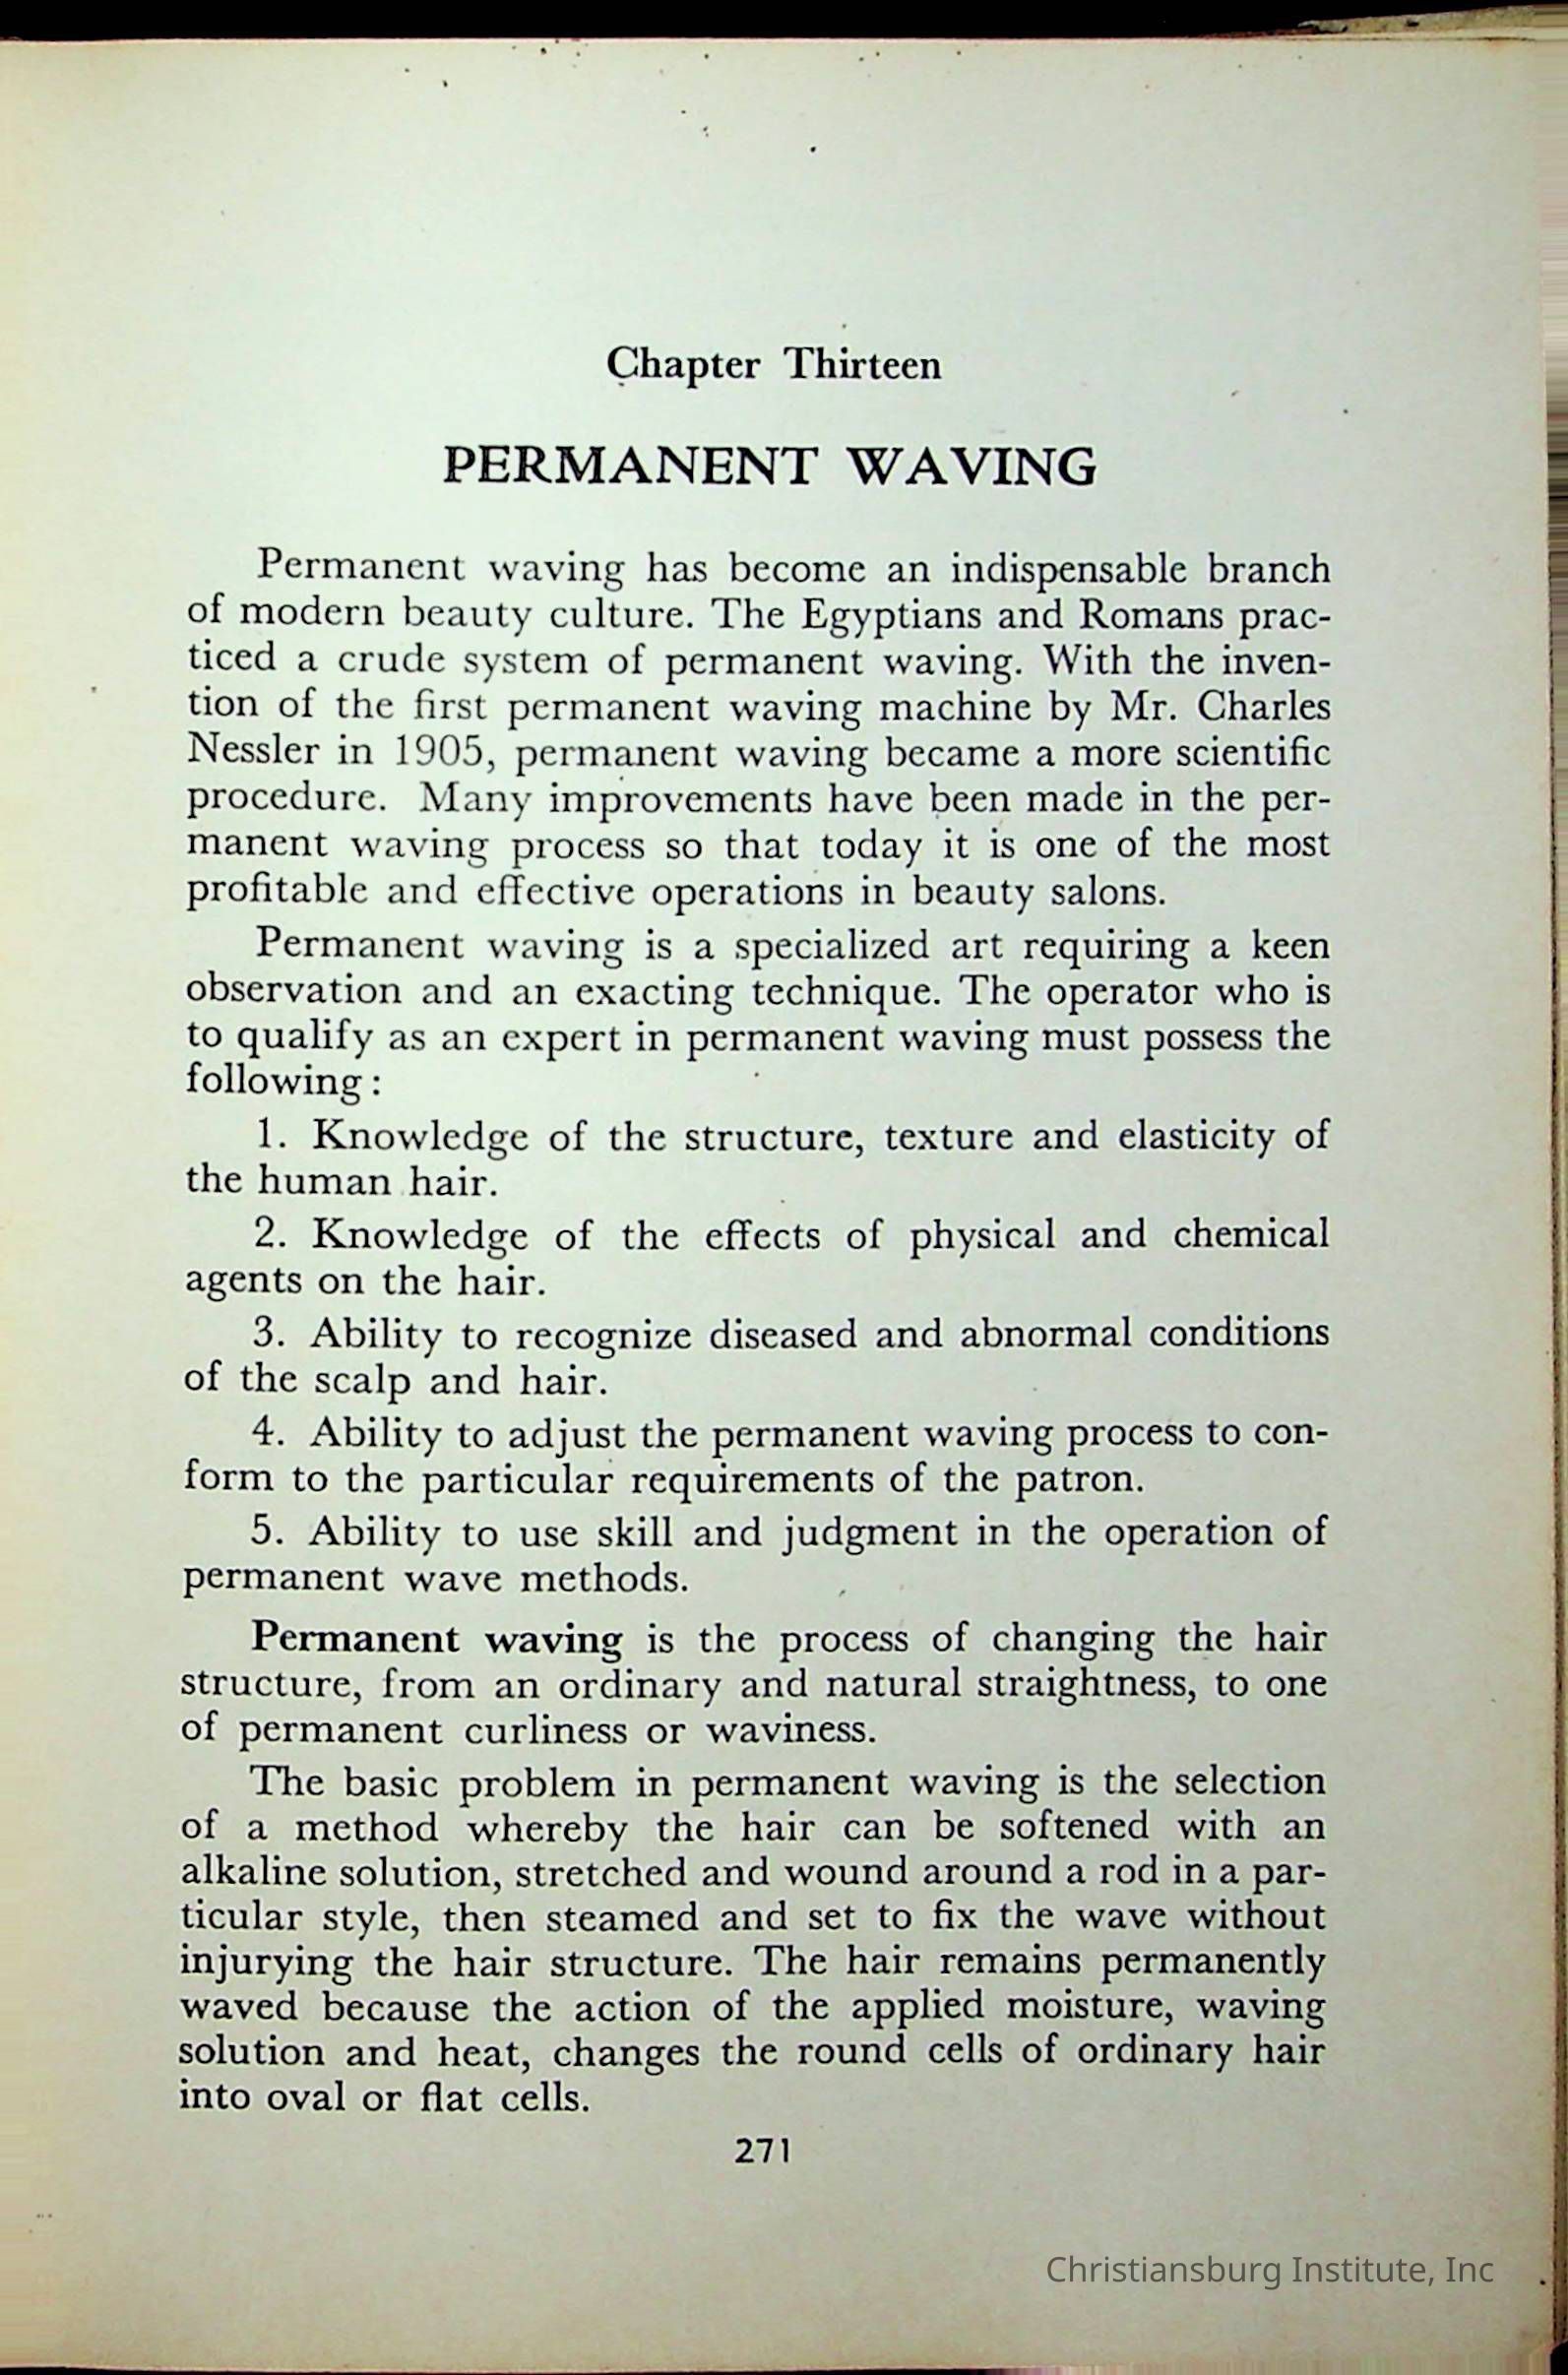 Chapter Thirteen
PERMANENT WAVING
Permanent waving has become an indispensable branch
of modern beauty culture. The Egyptians and Romans prac-
ticed a crude system of permanent waving. With the inven-
tion of the first permanent waving machine by Mr. Charles
Nessler in 1905, permanent waving became a more scientific
procedure. Many improvements have been made in the per-
manent waving process so that today it is one of the most
profitable and effective operations in beauty salons.
Permanent waving is a specialized art requiring a keen
observation and an exacting technique. The operator who is
to qualify as an expert in permanent waving must possess the
following:
1. Knowledge of the structure, texture and elasticity of
the human hair.
2. Knowledge of the effects of physical and chemical
agents on the hair.
3. Ability to recognize diseased and abnormal conditions
of the scalp and hair.
4. Ability to adjust the permanent waving process to con-
form to the particular requirements of the patron.
5. Ability to use skill and judgment in the operation of
permanent wave methods.
Permanent waving is the process of changing the hair
structure, from an ordinary and natural straightness, to one
of permanent curliness or waviness.
The basic problem in permanent waving is the selection
of a method whereby the hair can be softened with an
alkaline solution, stretched and wound around a rod in a par-
ticular style, then steamed and set to fix the wave without
injurying the hair structure. The hair remains permanently
waved because the action of the applied moisture, waving
solution and heat, changes the round cells of ordinary hair
into oval or flat cells.
271
Christiansburg Institute, Inc